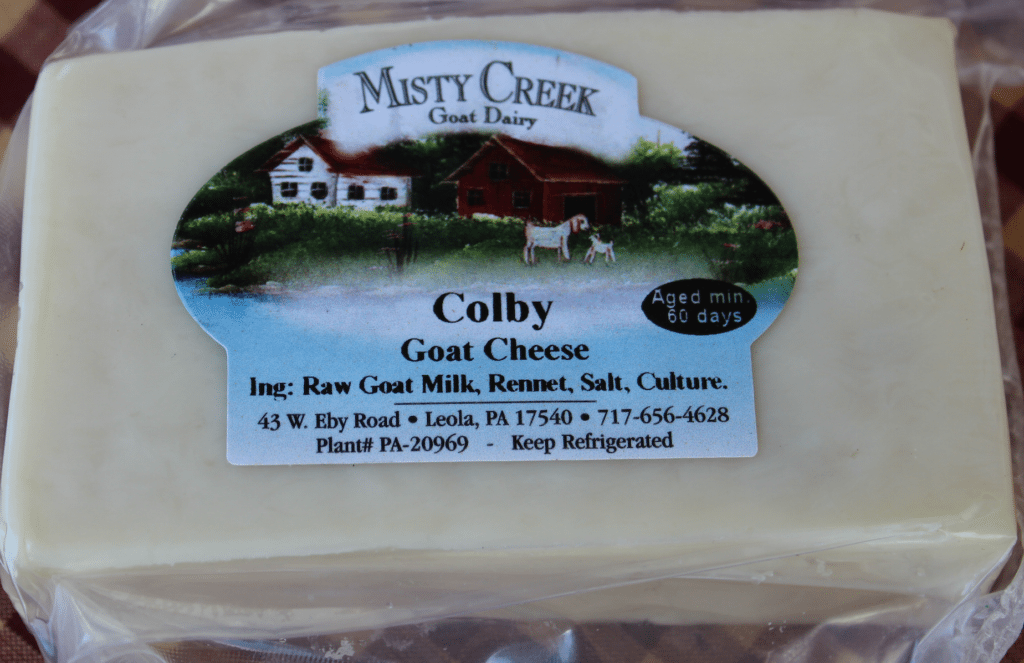 MISTY CREEK
Goat Dairy
Colby
Aged min.
60 days
Goat Cheese
Ing: Raw Goat Milk, Rennet, Salt, Culture.
43 W. Eby Road • Leola, PA 17540 • 717-656-4628
Plant# PA-20969 - Keep Refrigerated